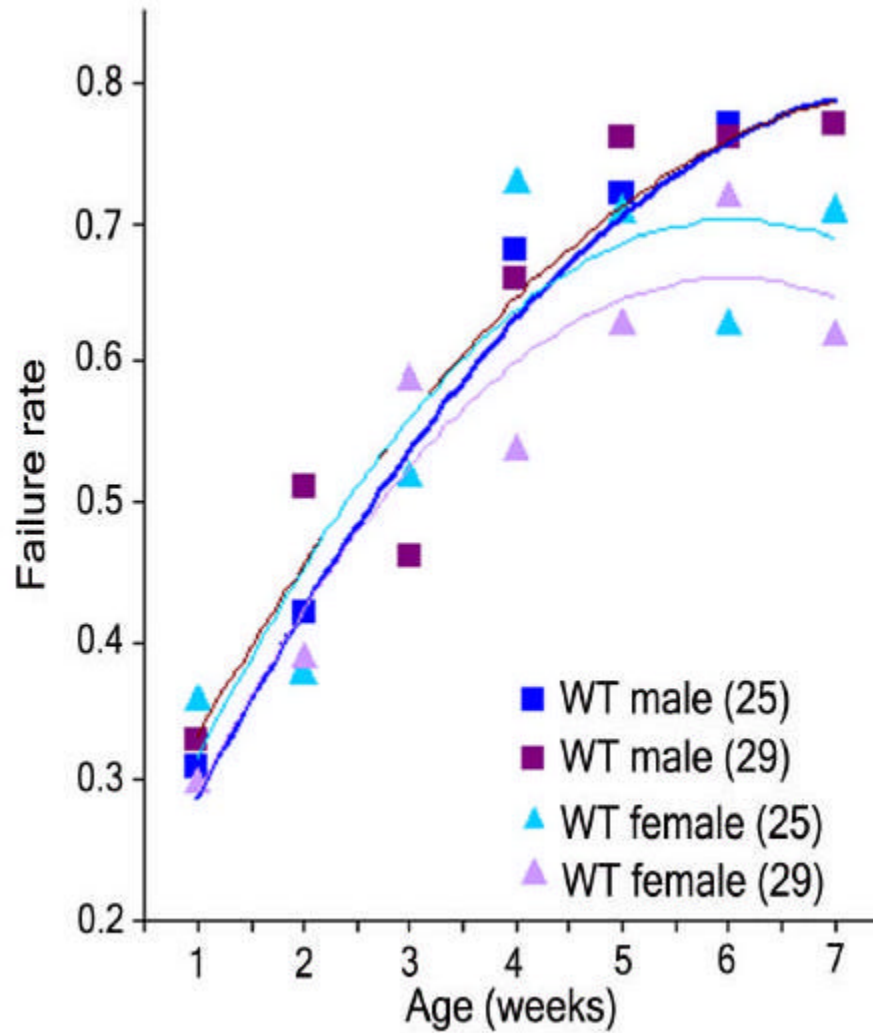 0.8
0.7
0.6
0.5
0.4
0.3
0.2
Failure rate
WT male (25)
WT male (29)
WT female (25)
WT female (29)
1 2 3 4 5 6 7
Age (weeks)